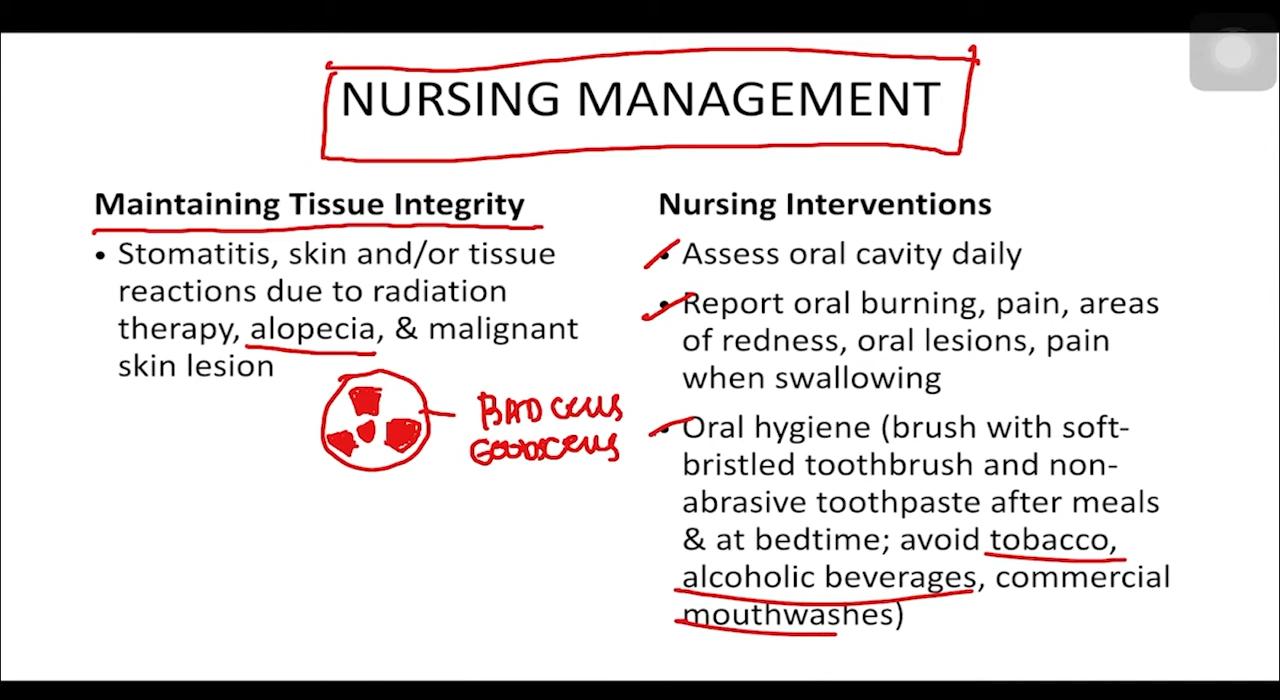 NURSING MANAGEMENT
Maintaining Tissue Integrity
• Stomatitis, skin and/or tissue
reactions due to radiation
therapy, alopecia, & malignant
skin lesion
BAD cells
Good cells
Nursing Interventions
• Assess oral cavity daily
• Report oral burning, pain, areas
of redness, oral lesions, pain
when swallowing
• Oral hygiene (brush with soft-
bristled toothbrush and non-
abrasive toothpaste after meals
& at bedtime; avoid tobacco,
alcoholic beverages, commercial
mouthwashes)